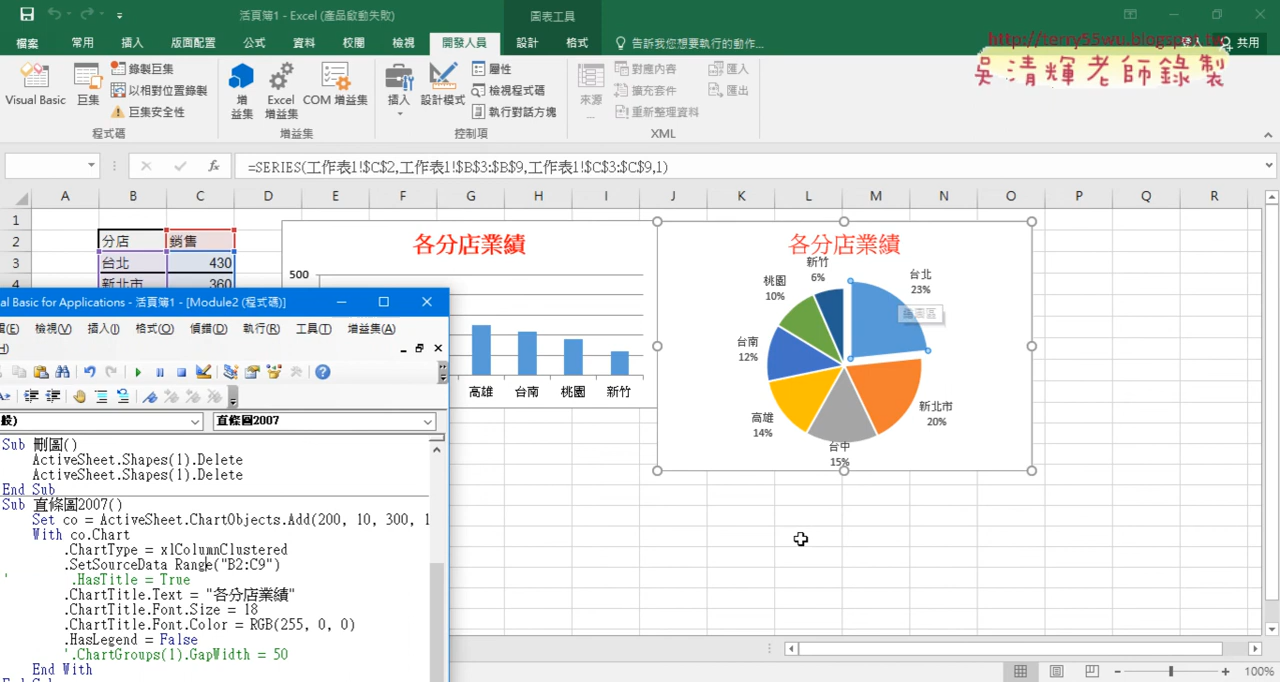 活頁簿1 - Excel (產品啟動失敗)
圖表工具
檔案 常用 插入 版面配置 公式 資料 校閱 檢視 開發人員 設計 格式 告訴我您想要執行的動作...
共用
http://terry55wu.blogspot.tw
吳清輝老師錄製
Visual Basic 巨集 錄製巨集 以相對位置錄製 巨集安全性
增益集 Excel 增益集 COM 增益集
插入 設計模式 屬性 檢視程式碼 執行對話方塊
來源 對應內容 擴充套件 重新整理資料 匯入 匯出
程式碼 增益集 控制項 XML
fx =SERIES(工作表1!$C$2,工作表1!$B$3:$B$9,工作表1!$C$3:$C$9,1)
A B C D E F G H I J K L M N O P Q R
1
2 分店 銷售
3 台北 430
4 新北市 360
各分店業績
500
高雄 台南 桃園 新竹
各分店業績
新竹
6%
台北
23%
桃園
10%
繪圖區
台南
12%
新北市
20%
高雄
14%
台中
15%
al Basic for Applications - 活頁簿1 - [Module2 (程式碼)]
(E) 檢視(V) 插入(I) 格式(O) 偵錯(D) 執行(R) 工具(T) 增益集(A)
H)
直條圖2007
Sub 刪圖()
ActiveSheet.Shapes(1).Delete
ActiveSheet.Shapes(1).Delete
End Sub
Sub 直條圖2007()
Set co = ActiveSheet.ChartObjects.Add(200, 10, 300, 1
With co.Chart
.ChartType = xlColumnClustered
.SetSourceData Range("B2:C9")
' .HasTitle = True
.ChartTitle.Text = "各分店業績"
.ChartTitle.Font.Size = 18
.ChartTitle.Font.Color = RGB(255, 0, 0)
.HasLegend = False
'.ChartGroups(1).GapWidth = 50
End With
100%